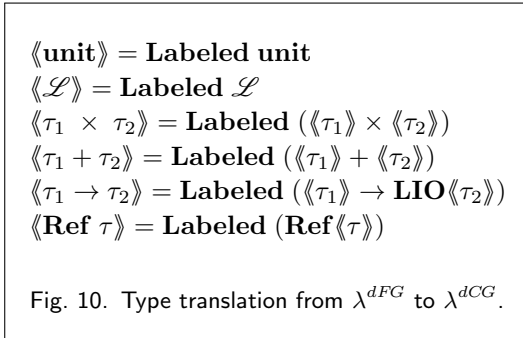 ⟪unit⟫ = Labeled unit
⟪ℒ⟫ = Labeled ℒ
⟪τ₁ × τ₂⟫ = Labeled (⟪τ₁⟫ × ⟪τ₂⟫)
⟪τ₁ + τ₂⟫ = Labeled (⟪τ₁⟫ + ⟪τ₂⟫)
⟪τ₁ → τ₂⟫ = Labeled (⟪τ₁⟫ → LIO⟪τ₂⟫)
⟪Ref τ⟫ = Labeled (Ref⟪τ⟫)
Fig. 10. Type translation from λ^{dFG} to λ^{dCG}.